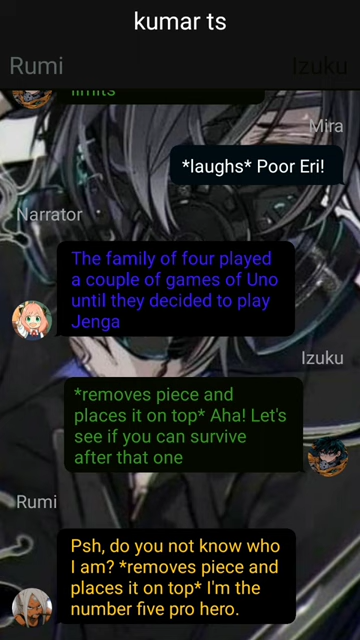 kumar ts
Rumi
Izuku
limits
Mira
*laughs* Poor Eri!
Narrator
The family of four played
a couple of games of Uno
until they decided to play
Jenga
Izuku
*removes piece and
places it on top* Aha! Let's
see if you can survive
after that one
Rumi
Psh, do you not know who
I am? *removes piece and
places it on top* I'm the
number five pro hero.